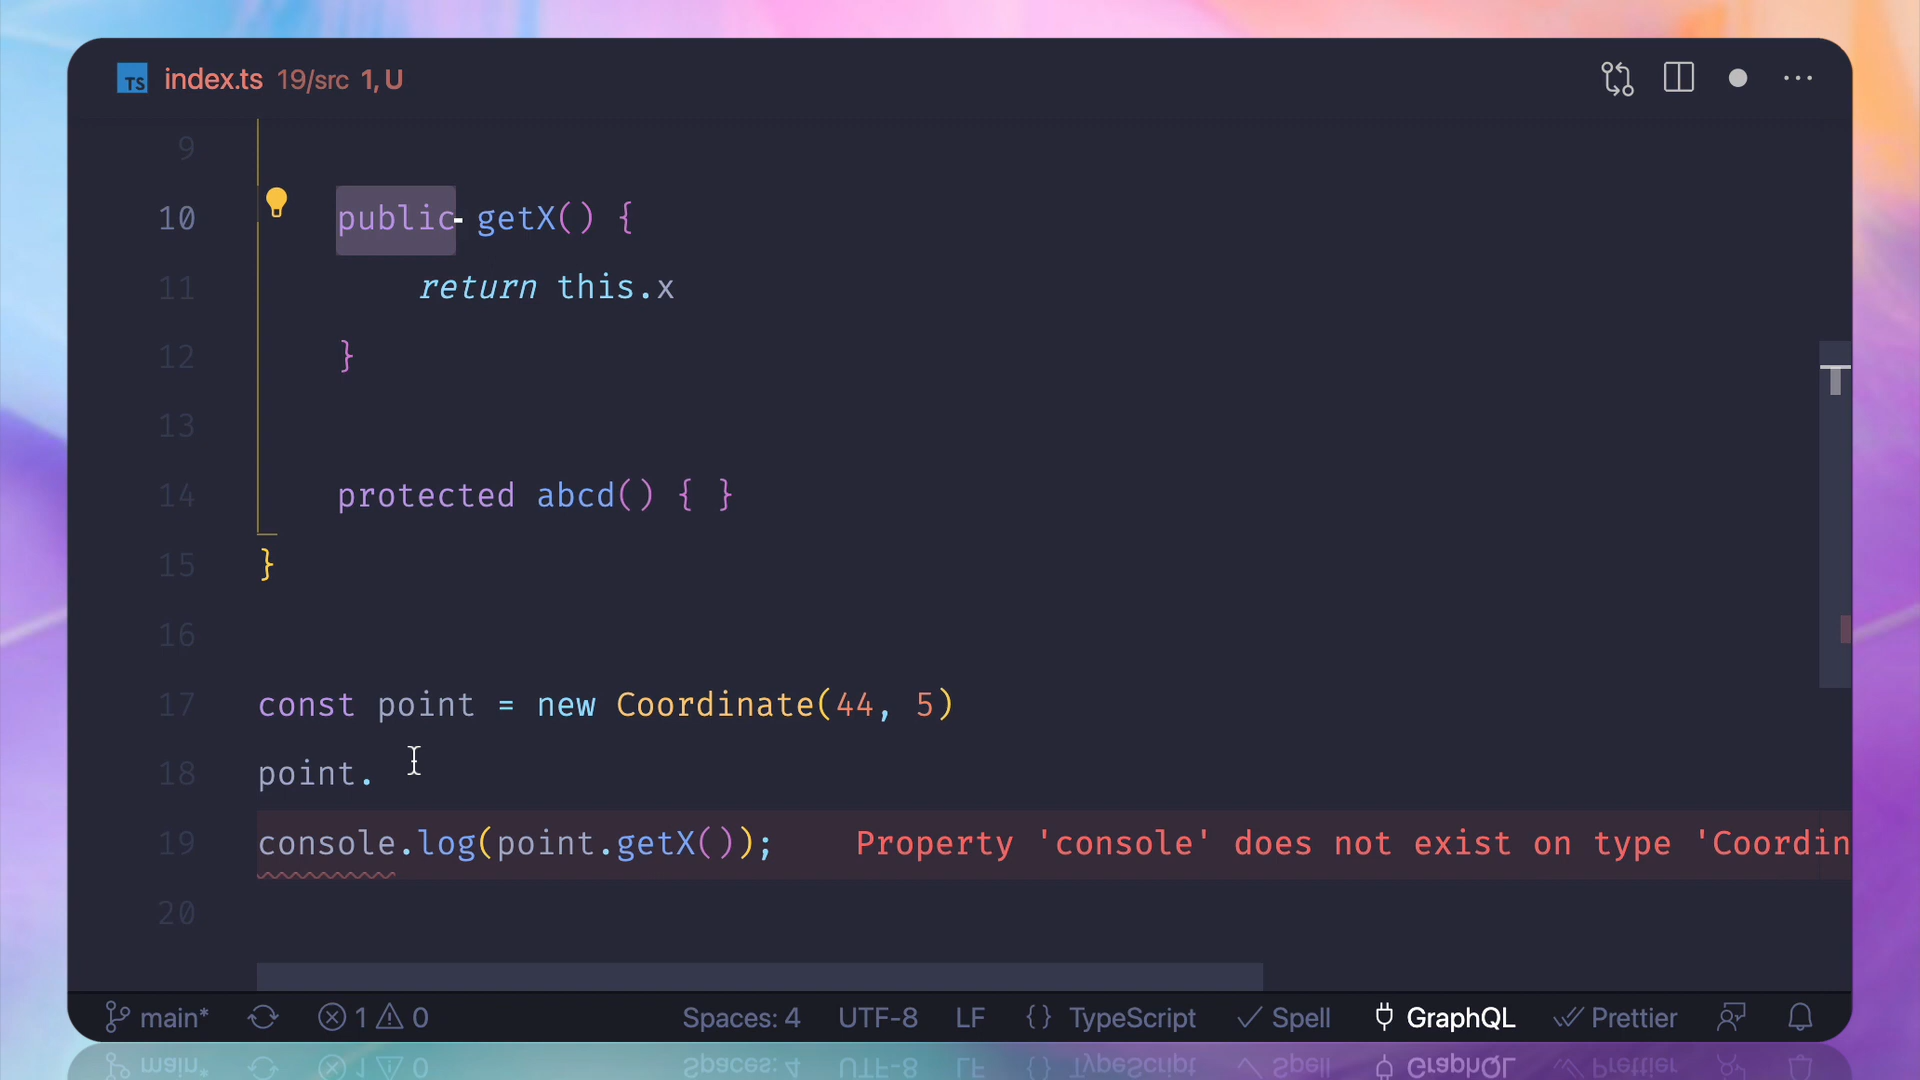 TS index.ts 19/src 1, U
9
10 public getX() {
11 return this.x
12 }
13
14 protected abcd() { }
15 }
16
17 const point = new Coordinate(44, 5)
18 point.
19 console.log(point.getX()); Property 'console' does not exist on type 'Coordin
20
main* 1 0 Spaces: 4 UTF-8 LF {} TypeScript Spell GraphQL Prettier